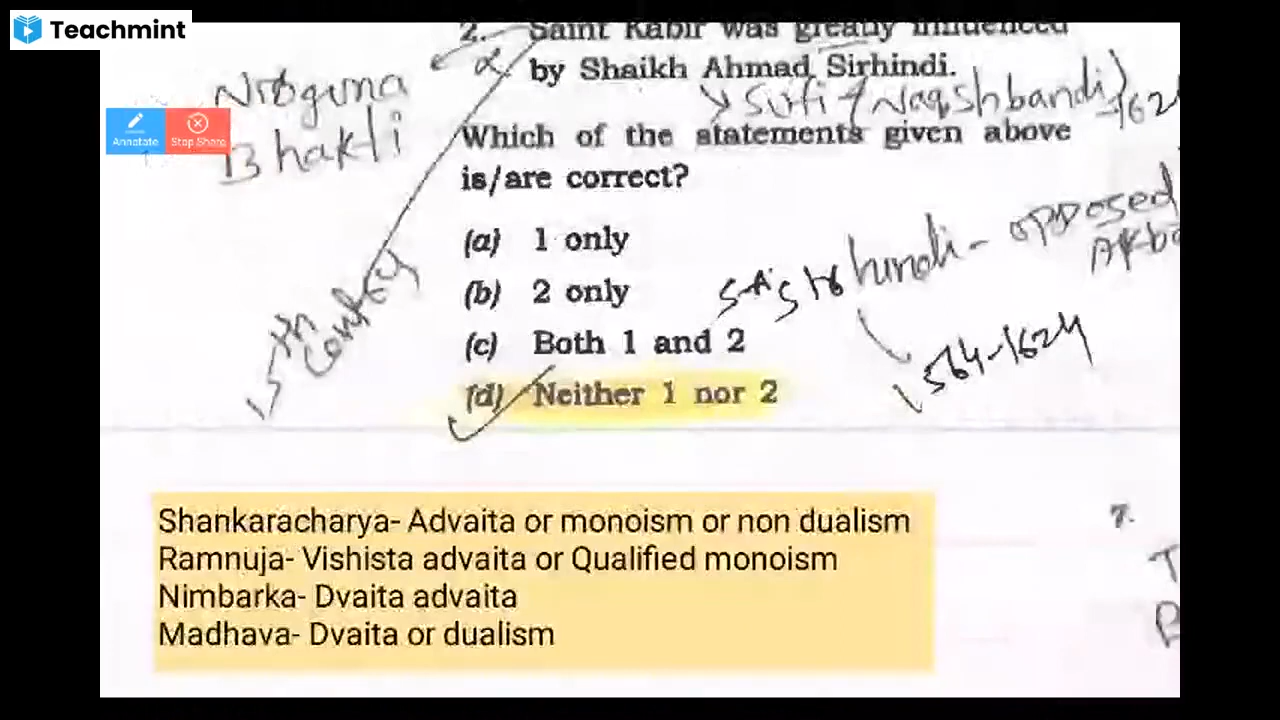 Teachmint
2. Saint Kabir was greatly influenced
by Shaikh Ahmad Sirhindi.
Nirguna
Bhakti
Sufi (Naqshbandi)
-1624
Annotate
Stop Share
Which of the statements given above
is/are correct?
(a) 1 only
(b) 2 only
(c) Both 1 and 2
(d) Neither 1 nor 2
15th
century
opposed
1564-1624
Shankaracharya- Advaita or monoism or non dualism
Ramnuja- Vishista advaita or Qualified monoism
Nimbarka- Dvaita advaita
Madhava- Dvaita or dualism
7.